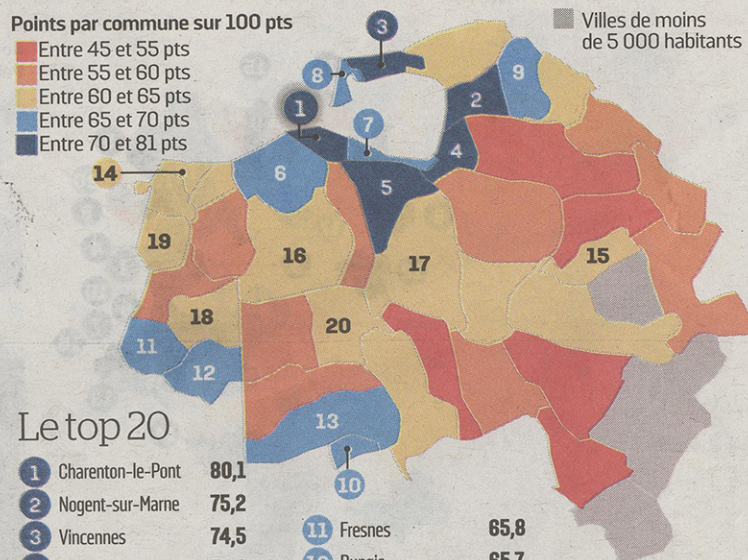 Points par commune sur 100 pts
Entre 45 et 55 pts
Entre 55 et 60 pts
Entre 60 et 65 pts
Entre 65 et 70 pts
Entre 70 et 81 pts
Villes de moins
de 5 000 habitants
3
8
9
1
2
7
4
14
6
5
19
16
17
15
18
20
11
12
13
10
Le top 20
1 Charenton-le-Pont 80,1
2 Nogent-sur-Marne 75,2
3 Vincennes 74,5
11 Fresnes 65,8